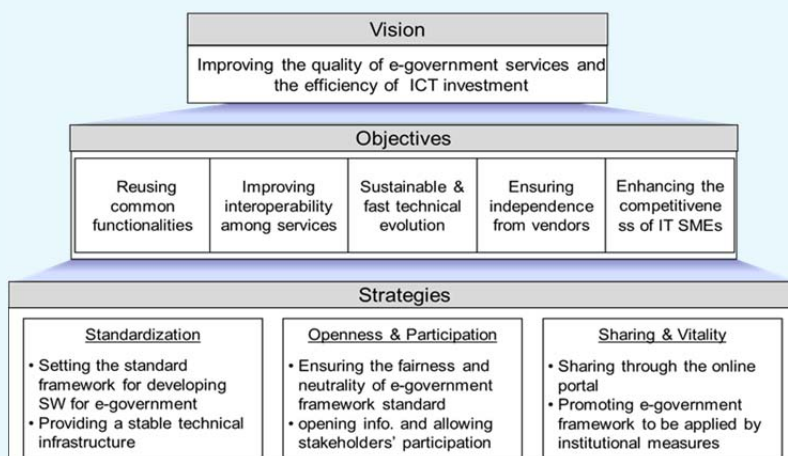 Vision
Improving the quality of e-government services and
the efficiency of ICT investment
Objectives
Reusing
common
functionalities
Improving
interoperability
among services
Sustainable &
fast technical
evolution
Ensuring
independence
from vendors
Enhancing the
competitivene
ss of IT SMEs
Strategies
Standardization
• Setting the standard
framework for developing
SW for e-government
• Providing a stable technical
infrastructure
Openness & Participation
• Ensuring the fairness and
neutrality of e-government
framework standard
• opening info. and allowing
stakeholders' participation
Sharing & Vitality
• Sharing through the online
portal
• Promoting e-government
framework to be applied by
institutional measures